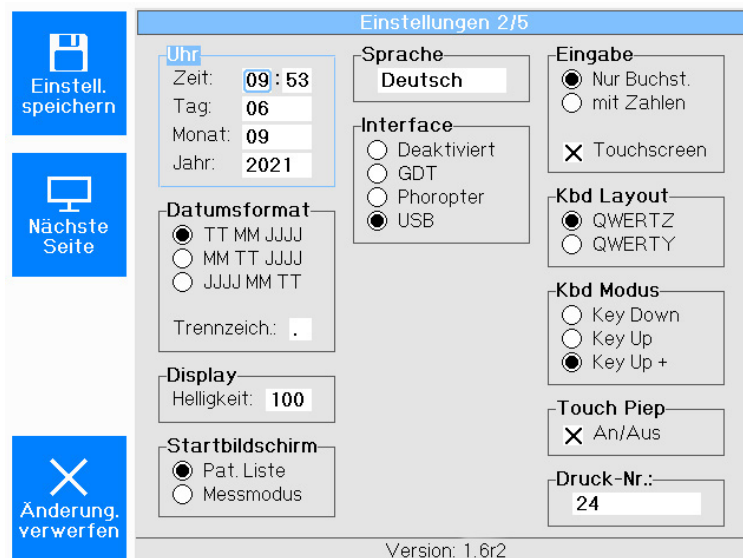 Einstellungen 2/5
Einstell.
speichern
Nächste
Seite
Änderung.
verwerfen
Uhr
Zeit: 09 : 53
Tag: 06
Monat: 09
Jahr: 2021
Datumsformat
TT MM JJJJ
MM TT JJJJ
JJJJ MM TT
Trennzeich.: .
Display
Helligkeit: 100
Startbildschirm
Pat. Liste
Messmodus
Sprache
Deutsch
Interface
Deaktiviert
GDT
Phoropter
USB
Eingabe
Nur Buchst.
mit Zahlen
Touchscreen
Kbd Layout
QWERTZ
QWERTY
Kbd Modus
Key Down
Key Up
Key Up +
Touch Piep
An/Aus
Druck-Nr.:
24
Version: 1.6r2